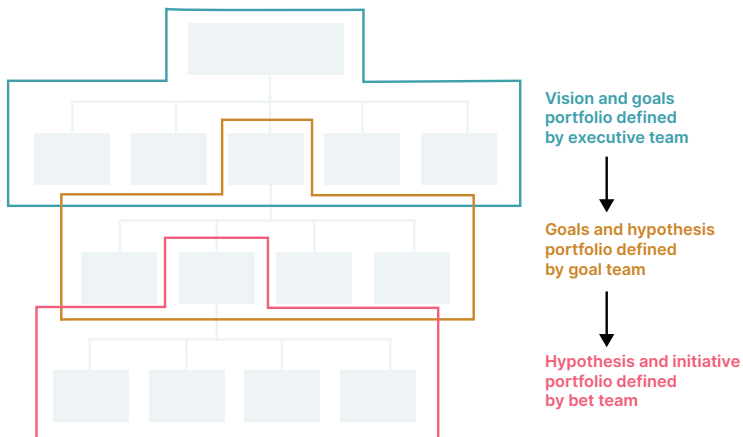 Vision and goals
portfolio defined
by executive team
Goals and hypothesis
portfolio defined
by goal team
Hypothesis and initiative
portfolio defined
by bet team